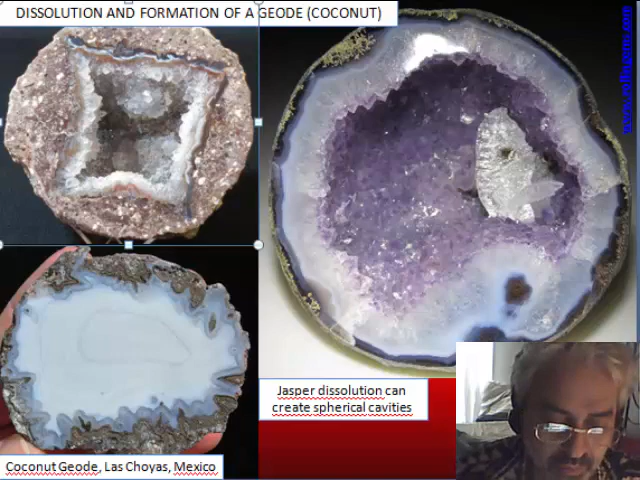 DISSOLUTION AND FORMATION OF A GEODE (COCONUT)
Jasper dissolution can
create spherical cavities
Coconut Geode, Las Choyas, Mexico